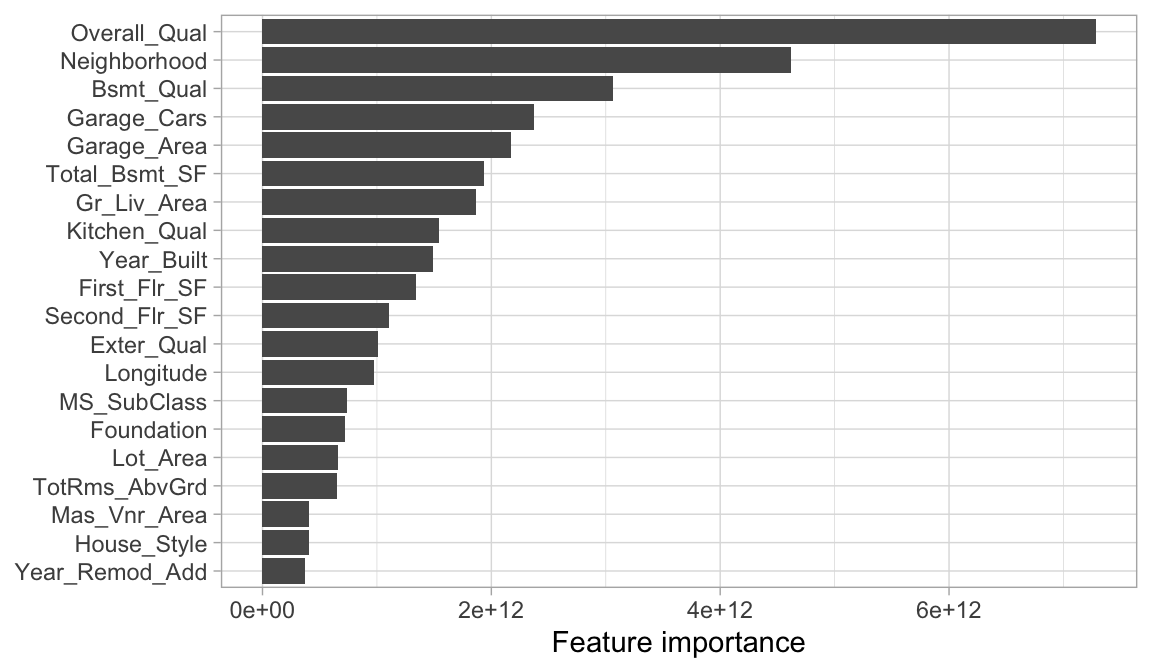 Overall_Qual
Neighborhood
Bsmt_Qual
Garage_Cars
Garage_Area
Total_Bsmt_SF
Gr_Liv_Area
Kitchen_Qual
Year_Built
First_Flr_SF
Second_Flr_SF
Exter_Qual
Longitude
MS_SubClass
Foundation
Lot_Area
TotRms_AbvGrd
Mas_Vnr_Area
House_Style
Year_Remod_Add
0e+00 2e+12 4e+12 6e+12
Feature importance